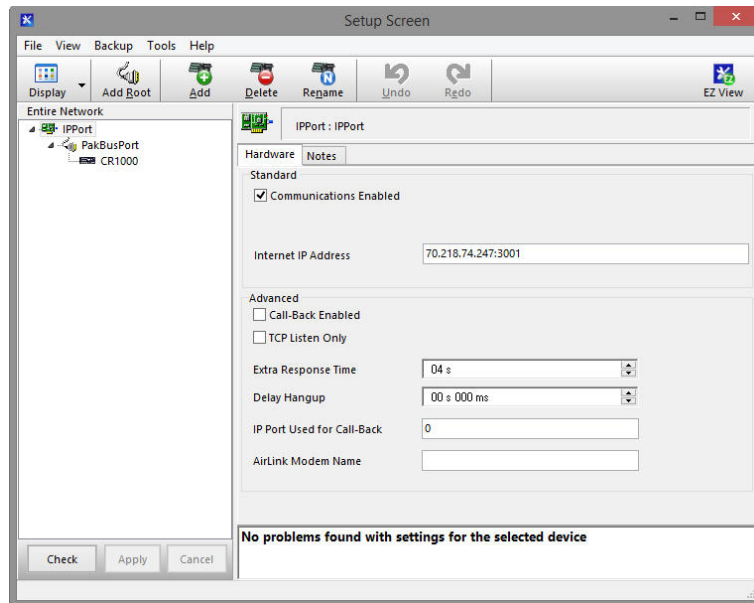 Setup Screen
File View Backup Tools Help
Display Add Root Add Delete Rename Undo Redo EZ View
Entire Network
IPPort
PakBusPort
CR1000
IPPort : IPPort
Hardware Notes
Standard
Communications Enabled
Internet IP Address 70.218.74.247:3001
Advanced
Call-Back Enabled
TCP Listen Only
Extra Response Time 04 s
Delay Hangup 00 s 000 ms
IP Port Used for Call-Back 0
AirLink Modem Name
No problems found with settings for the selected device
Check Apply Cancel